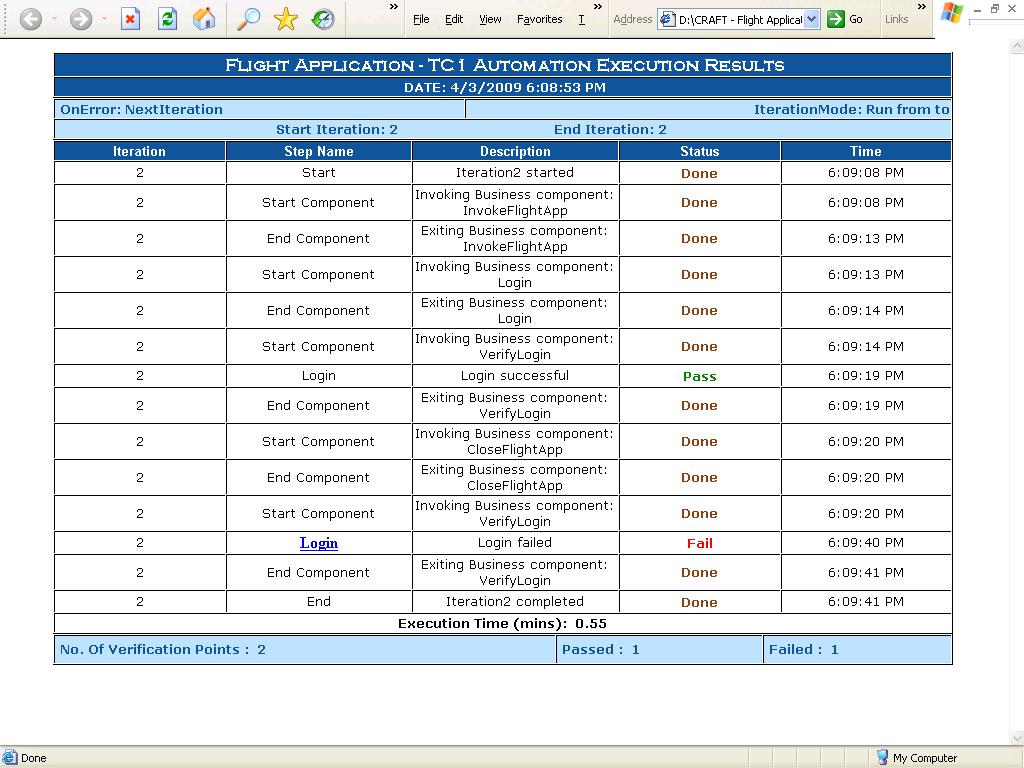 » File Edit View Favorites T » Address D:\CRAFT - Flight Applicat Go Links »
FLIGHT APPLICATION - TC1 AUTOMATION EXECUTION RESULTS
DATE: 4/3/2009 6:08:53 PM
OnError: NextIteration IterationMode: Run from to
Start Iteration: 2 End Iteration: 2
Iteration Step Name Description Status Time
2 Start Iteration2 started Done 6:09:08 PM
2 Start Component Invoking Business component: Done 6:09:08 PM
InvokeFlightApp
2 End Component Exiting Business component: Done 6:09:13 PM
InvokeFlightApp
2 Start Component Invoking Business component: Done 6:09:13 PM
Login
2 End Component Exiting Business component: Done 6:09:14 PM
Login
2 Start Component Invoking Business component: Done 6:09:14 PM
VerifyLogin
2 Login Login successful Pass 6:09:19 PM
2 End Component Exiting Business component: Done 6:09:19 PM
VerifyLogin
2 Start Component Invoking Business component: Done 6:09:20 PM
CloseFlightApp
2 End Component Exiting Business component: Done 6:09:20 PM
CloseFlightApp
2 Start Component Invoking Business component: Done 6:09:20 PM
VerifyLogin
2 Login Login failed Fail 6:09:40 PM
2 End Component Exiting Business component: Done 6:09:41 PM
VerifyLogin
2 End Iteration2 completed Done 6:09:41 PM
Execution Time (mins): 0.55
No. Of Verification Points : 2 Passed : 1 Failed : 1
Done My Computer